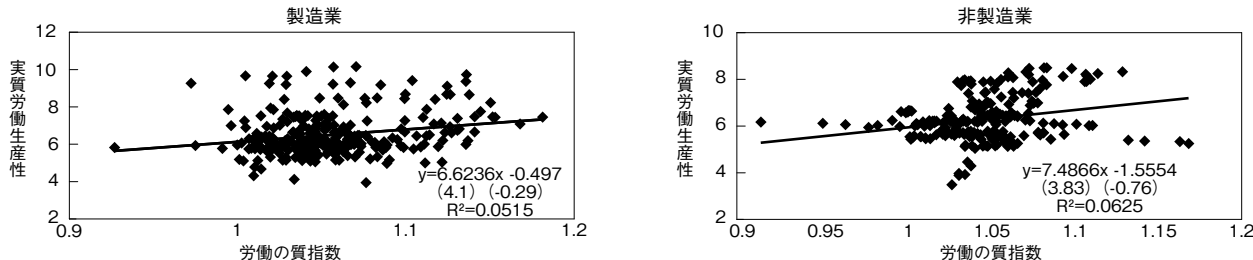 製造業
12
10
8
6
4
2
実質労働生産性
0.9
1
1.1
1.2
労働の質指数
y=6.6236x -0.497
(4.1) (-0.29)
R²=0.0515
非製造業
10
8
6
4
2
実質労働生産性
0.9
0.95
1
1.05
1.1
1.15
1.2
労働の質指数
y=7.4866x -1.5554
(3.83) (-0.76)
R²=0.0625